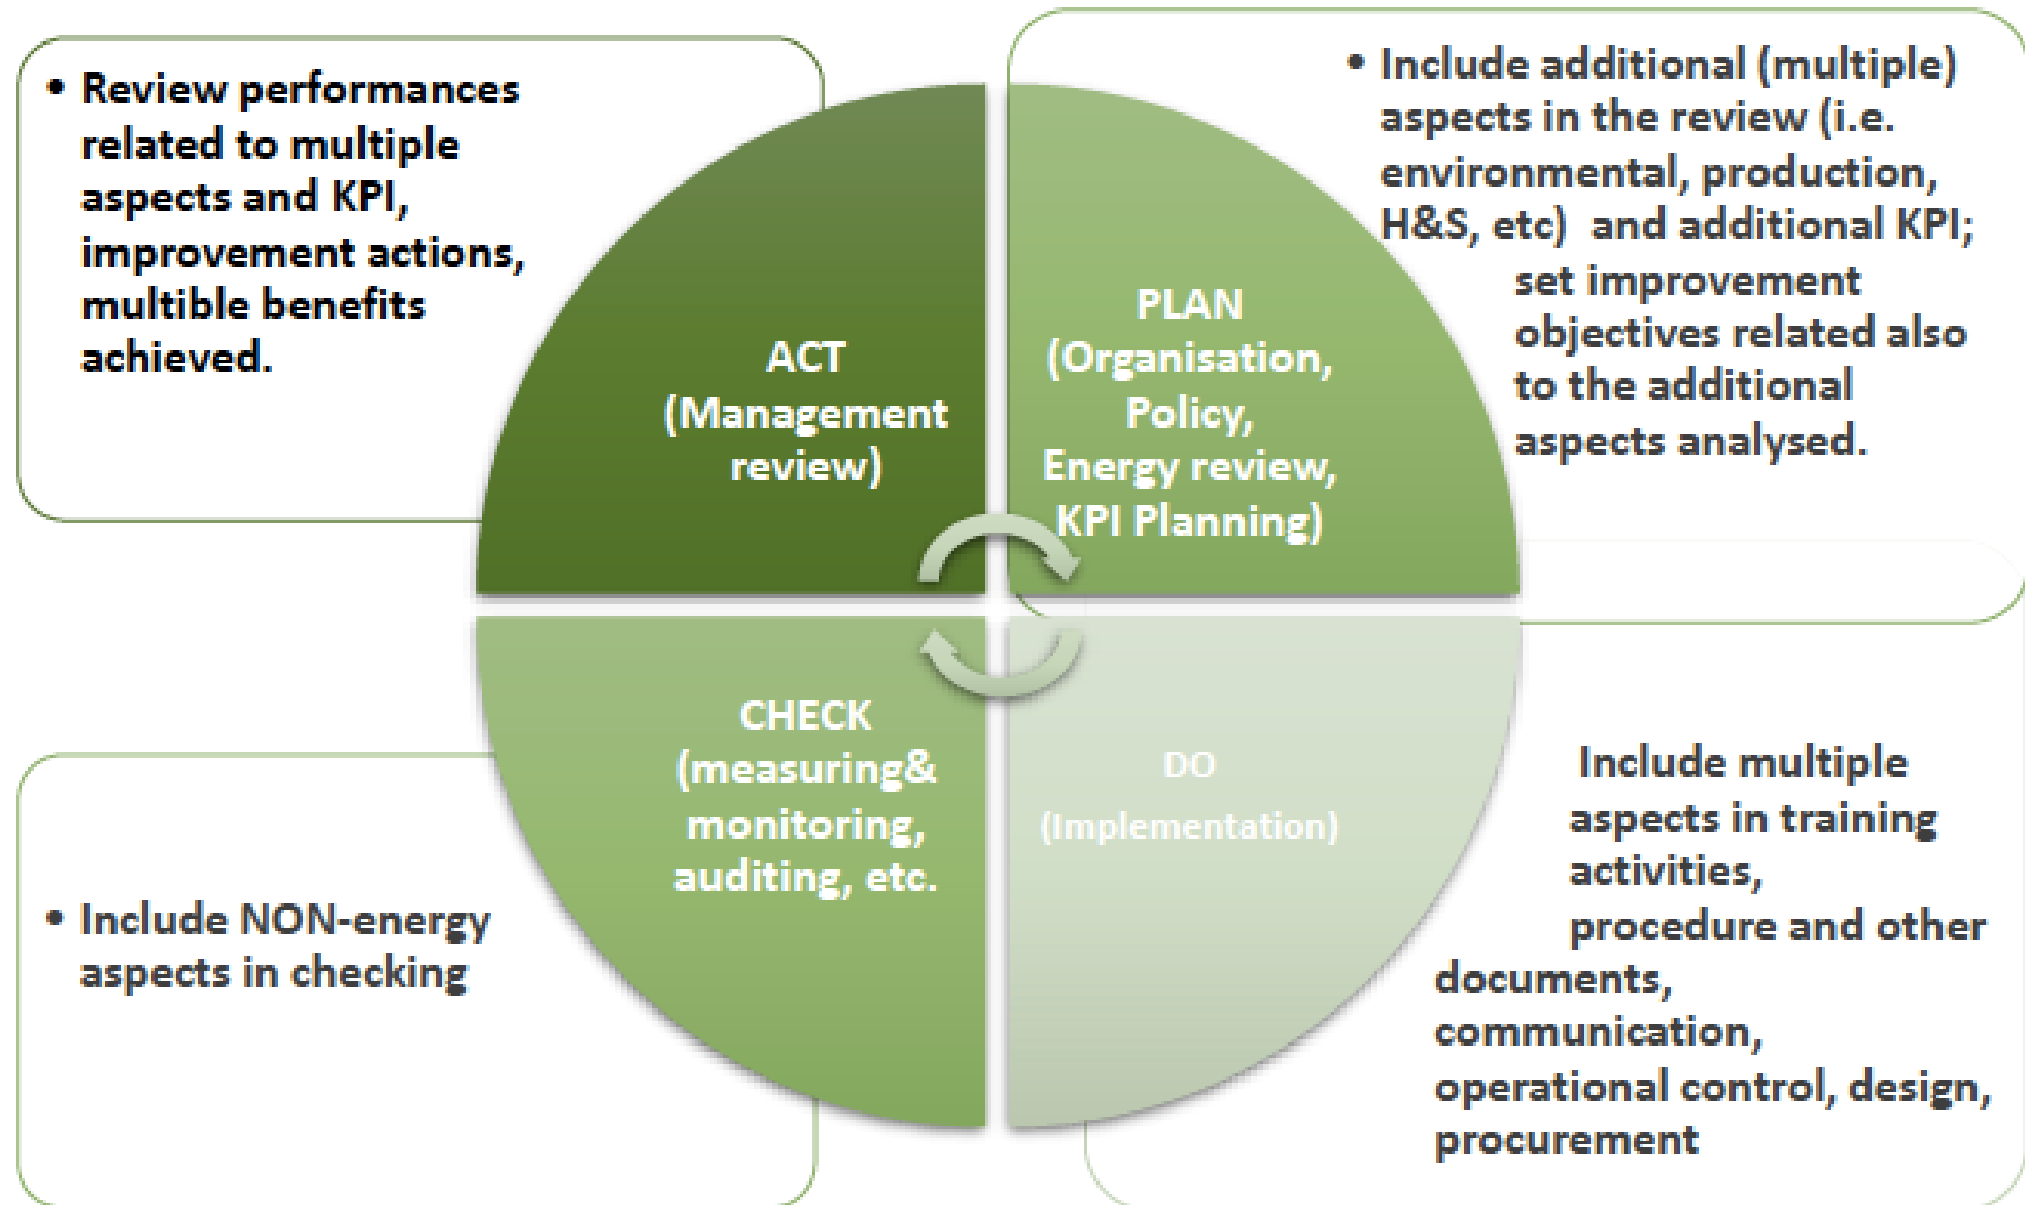 • Review performances
related to multiple
aspects and KPI,
improvement actions,
multible benefits
achieved.
ACT
(Management
review)
PLAN
(Organisation,
Policy,
Energy review,
KPI Planning)
• Include additional (multiple)
aspects in the review (i.e.
environmental, production,
H&S, etc)  and additional KPI;
set improvement
objectives related also
to the additional
aspects analysed.
• Include NON-energy
aspects in checking
CHECK
(measuring&
monitoring,
auditing, etc.
DO
(Implementation)
Include multiple
aspects in training
activities,
procedure and other
documents,
communication,
operational control, design,
procurement